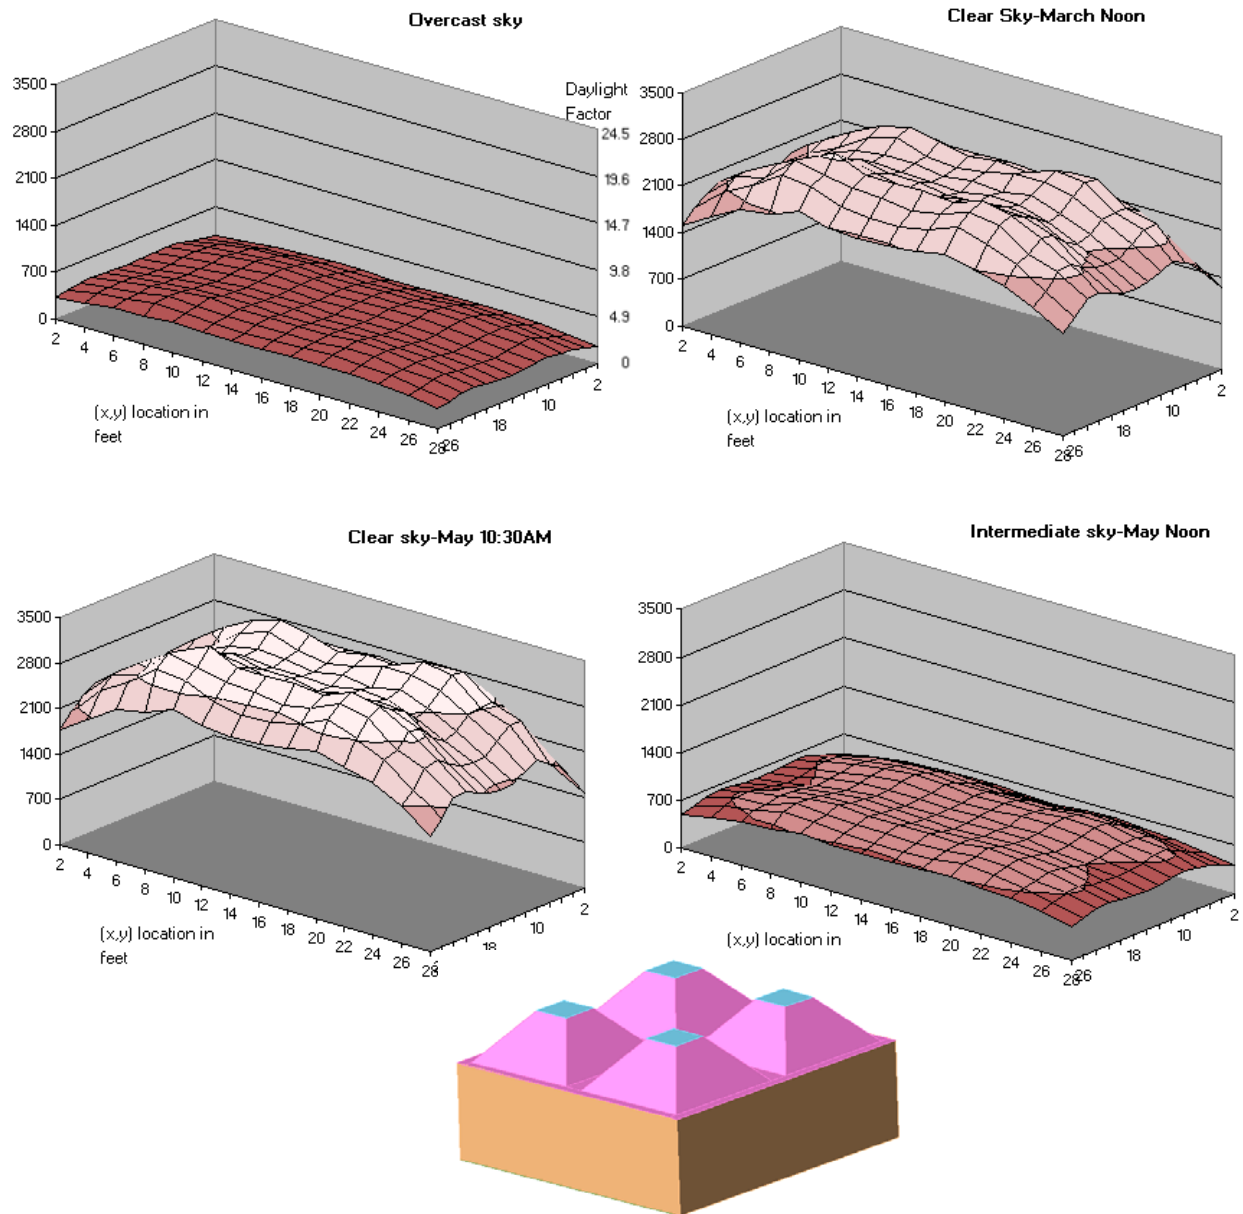 Overcast sky
3500
2800
2100
1400
700
0
Daylight
Factor
24.5
19.6
14.7
9.8
4.9
0
2 4 6 8 10 12 14 16 18 20 22 24 26 28
26 18 10 2
(x,y) location in
feet
Clear Sky-March Noon
3500
2800
2100
1400
700
0
2 4 6 8 10 12 14 16 18 20 22 24 26 28
26 18 10 2
(x,y) location in
feet
Clear sky-May 10:30AM
3500
2800
2100
1400
700
0
2 4 6 8 10 12 14 16 18 20 22 24 26 28
18 10 2
(x,y) location in
feet
Intermediate sky-May Noon
3500
2800
2100
1400
700
0
2 4 6 8 10 12 14 16 18 20 22 24 26 28
26 18 10 2
(x,y) location in